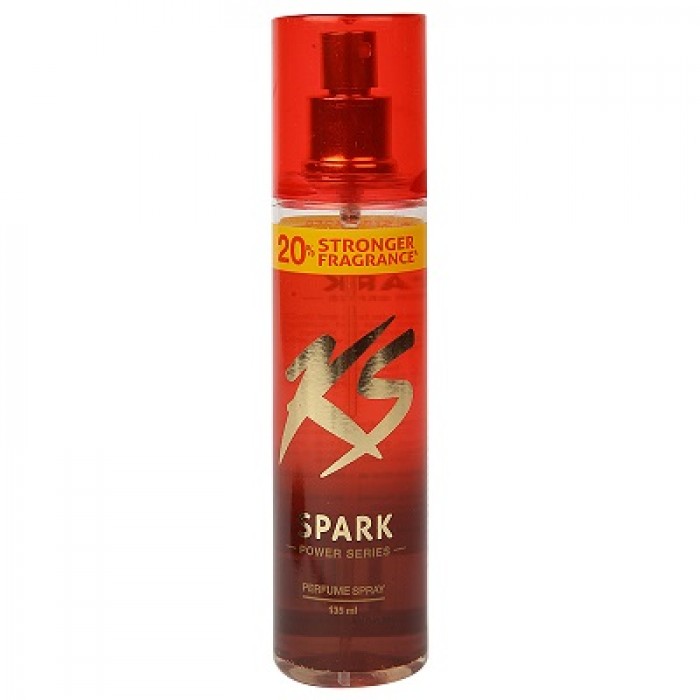 20% STRONGER
FRAGRANCE*
KS
SPARK
POWER SERIES
PERFUME SPRAY
135 ml